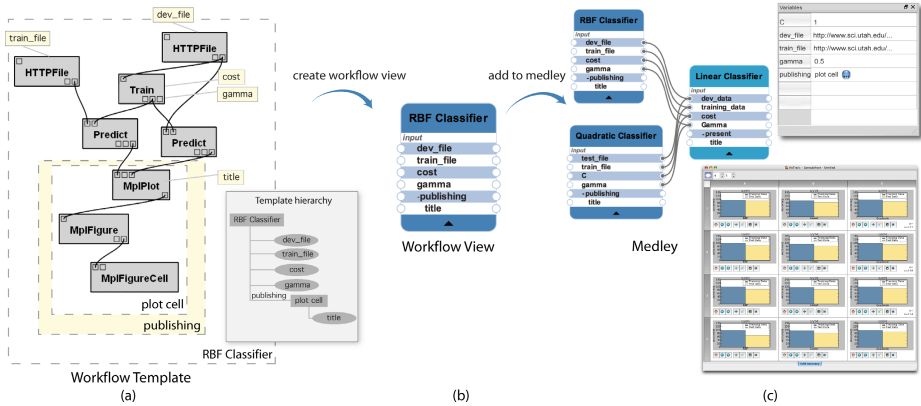 dev_file
train_file
HTTPFile
HTTPFile
cost
gamma
Train
Predict
Predict
title
MplPlot
MplFigure
MplFigureCell
plot cell
publishing
RBF Classifier
Workflow Template
(a)
Template hierarchy
RBF Classifier
dev_file
train_file
cost
gamma
publishing
plot cell
title
create workflow view
RBF Classifier
input
dev_file
train_file
cost
gamma
-publishing
title
Workflow View
(b)
add to medley
RBF Classifier
input
dev_file
train_file
cost
gamma
-publishing
title
Quadratic Classifier
input
test_file
train_file
C
gamma
-publishing
title
Linear Classifier
input
dev_data
training_data
cost
Gamma
-present
title
Medley
Variables
C 1
dev_file http://www.sci.utah.edu/...
train_file http://www.sci.utah.edu/...
gamma 0.5
publishing plot cell
(c)